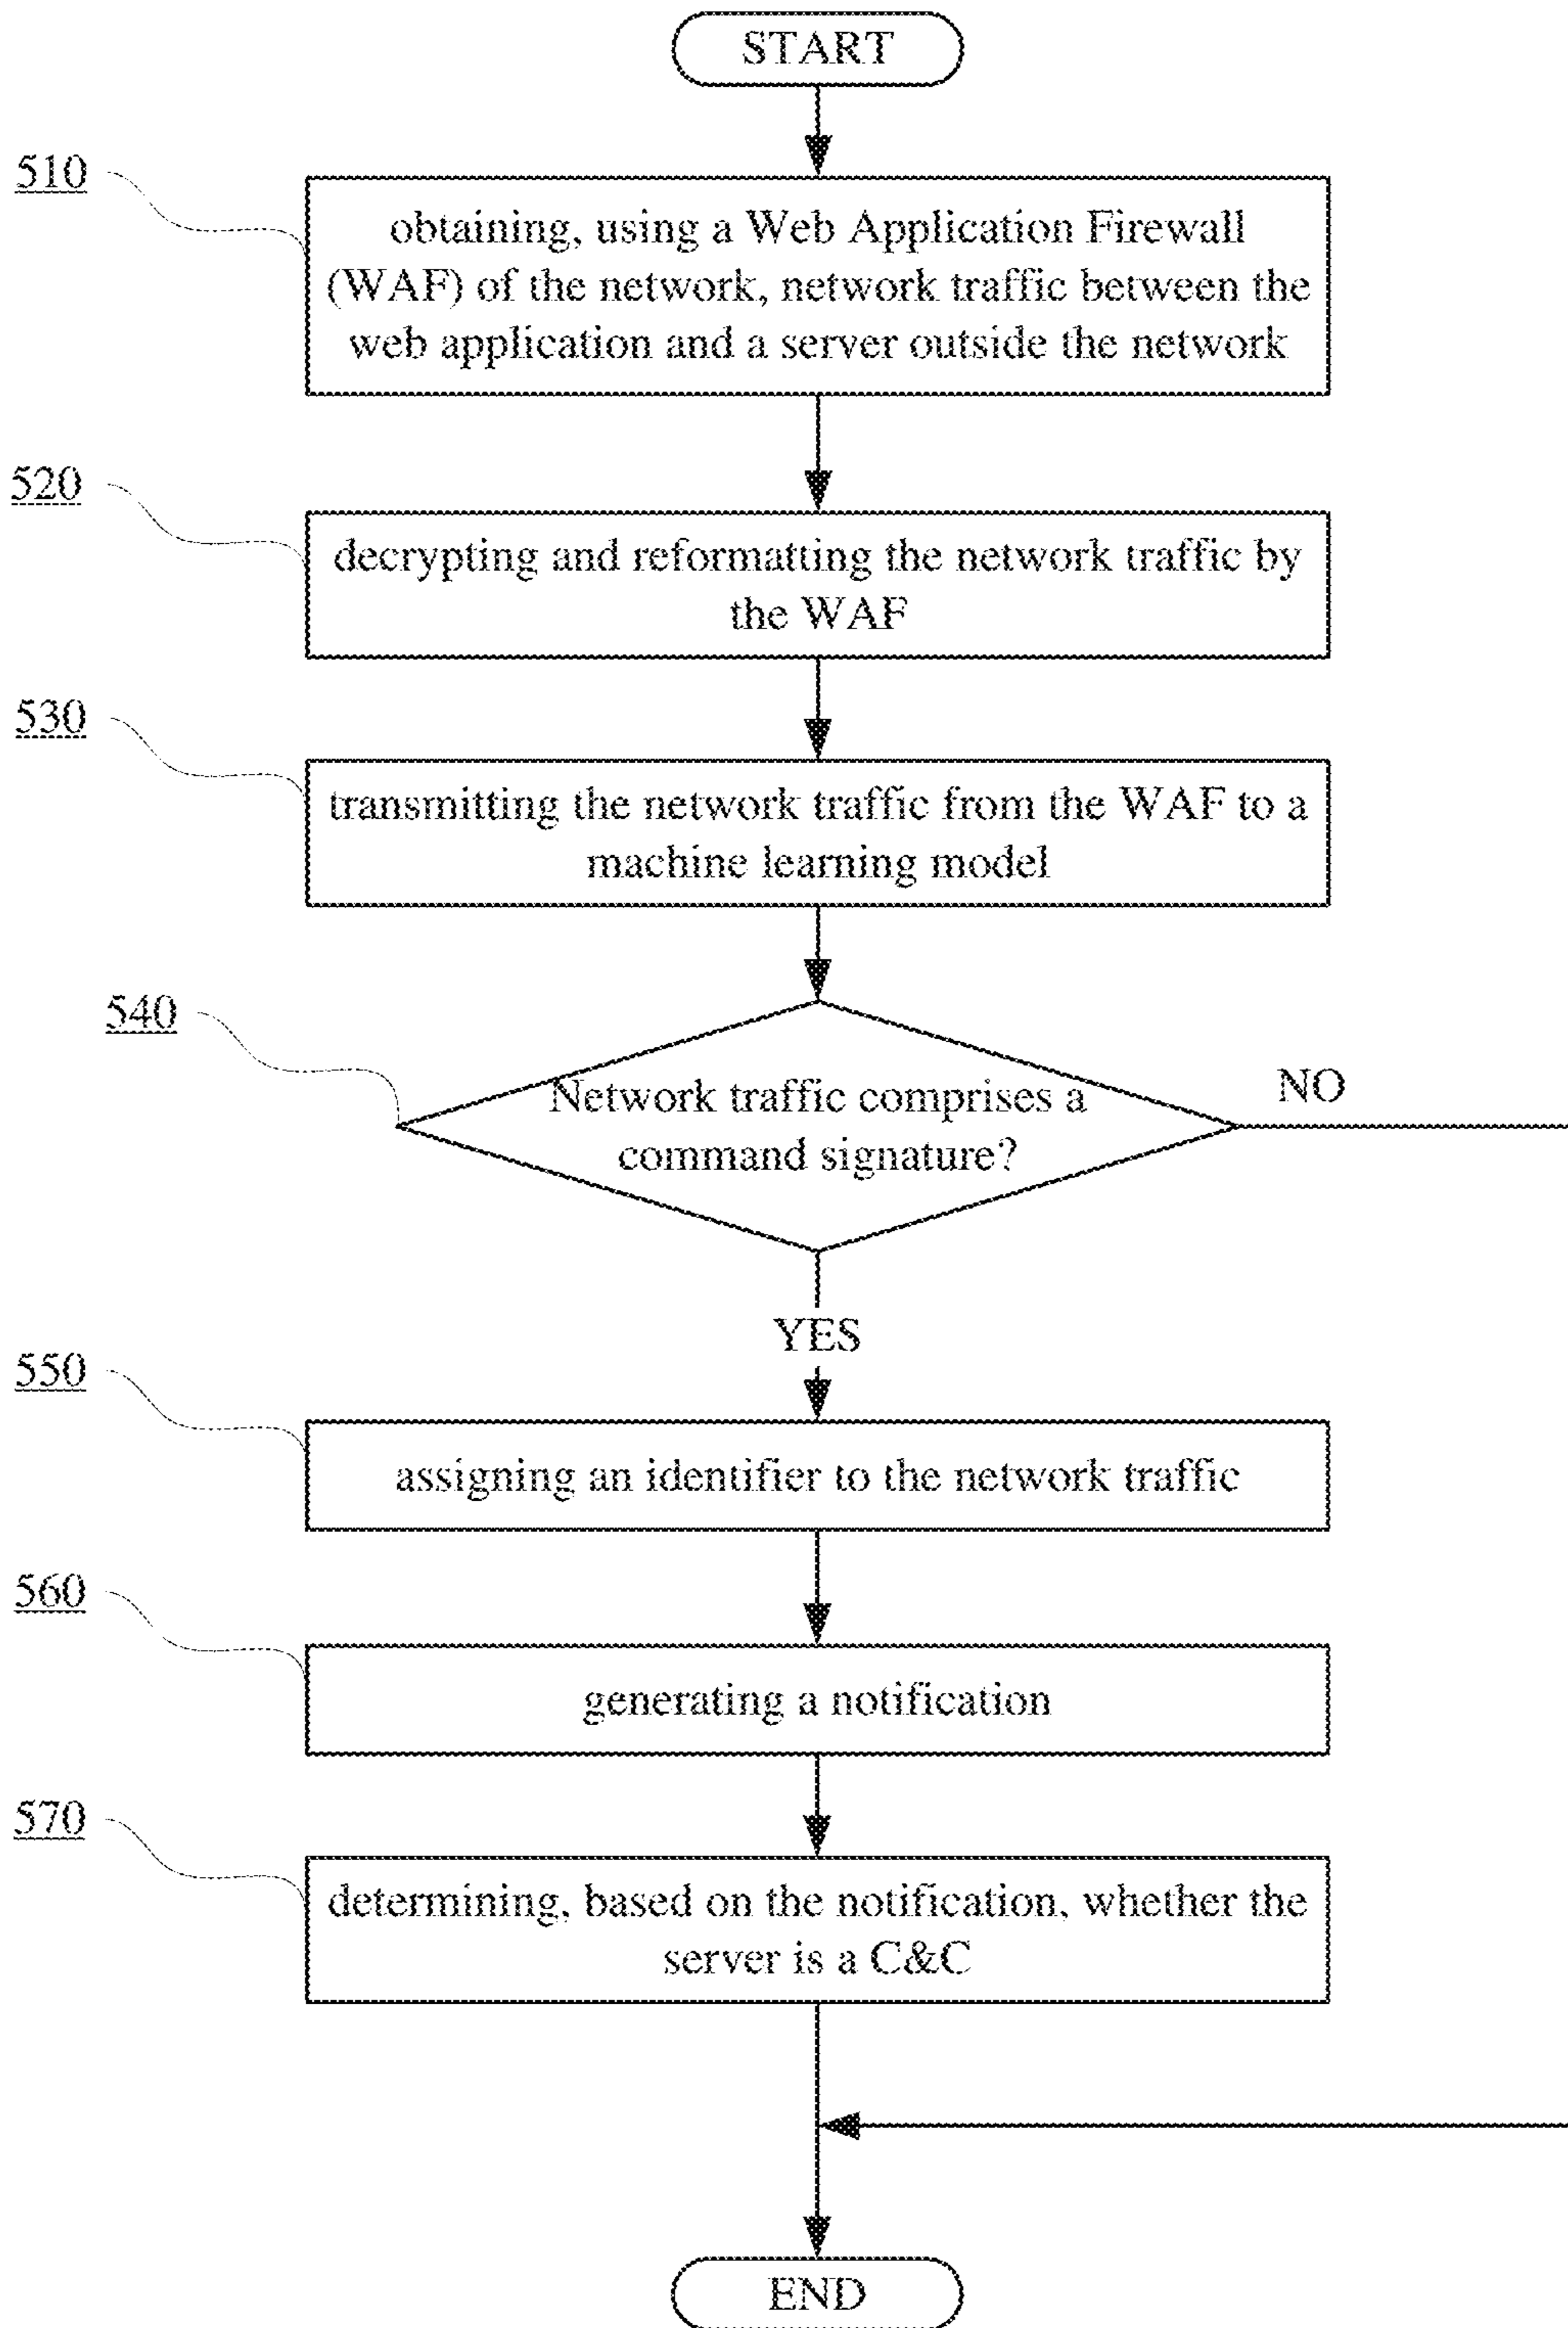 START
510
obtaining, using a Web Application Firewall
(WAF) of the network, network traffic between the
web application and a server outside the network
520
decrypting and reformatting the network traffic by
the WAF
530
transmitting the network traffic from the WAF to a
machine learning model
540
Network traffic comprises a
command signature?
NO
YES
550
assigning an identifier to the network traffic
560
generating a notification
570
determining, based on the notification, whether the
server is a C&C
END